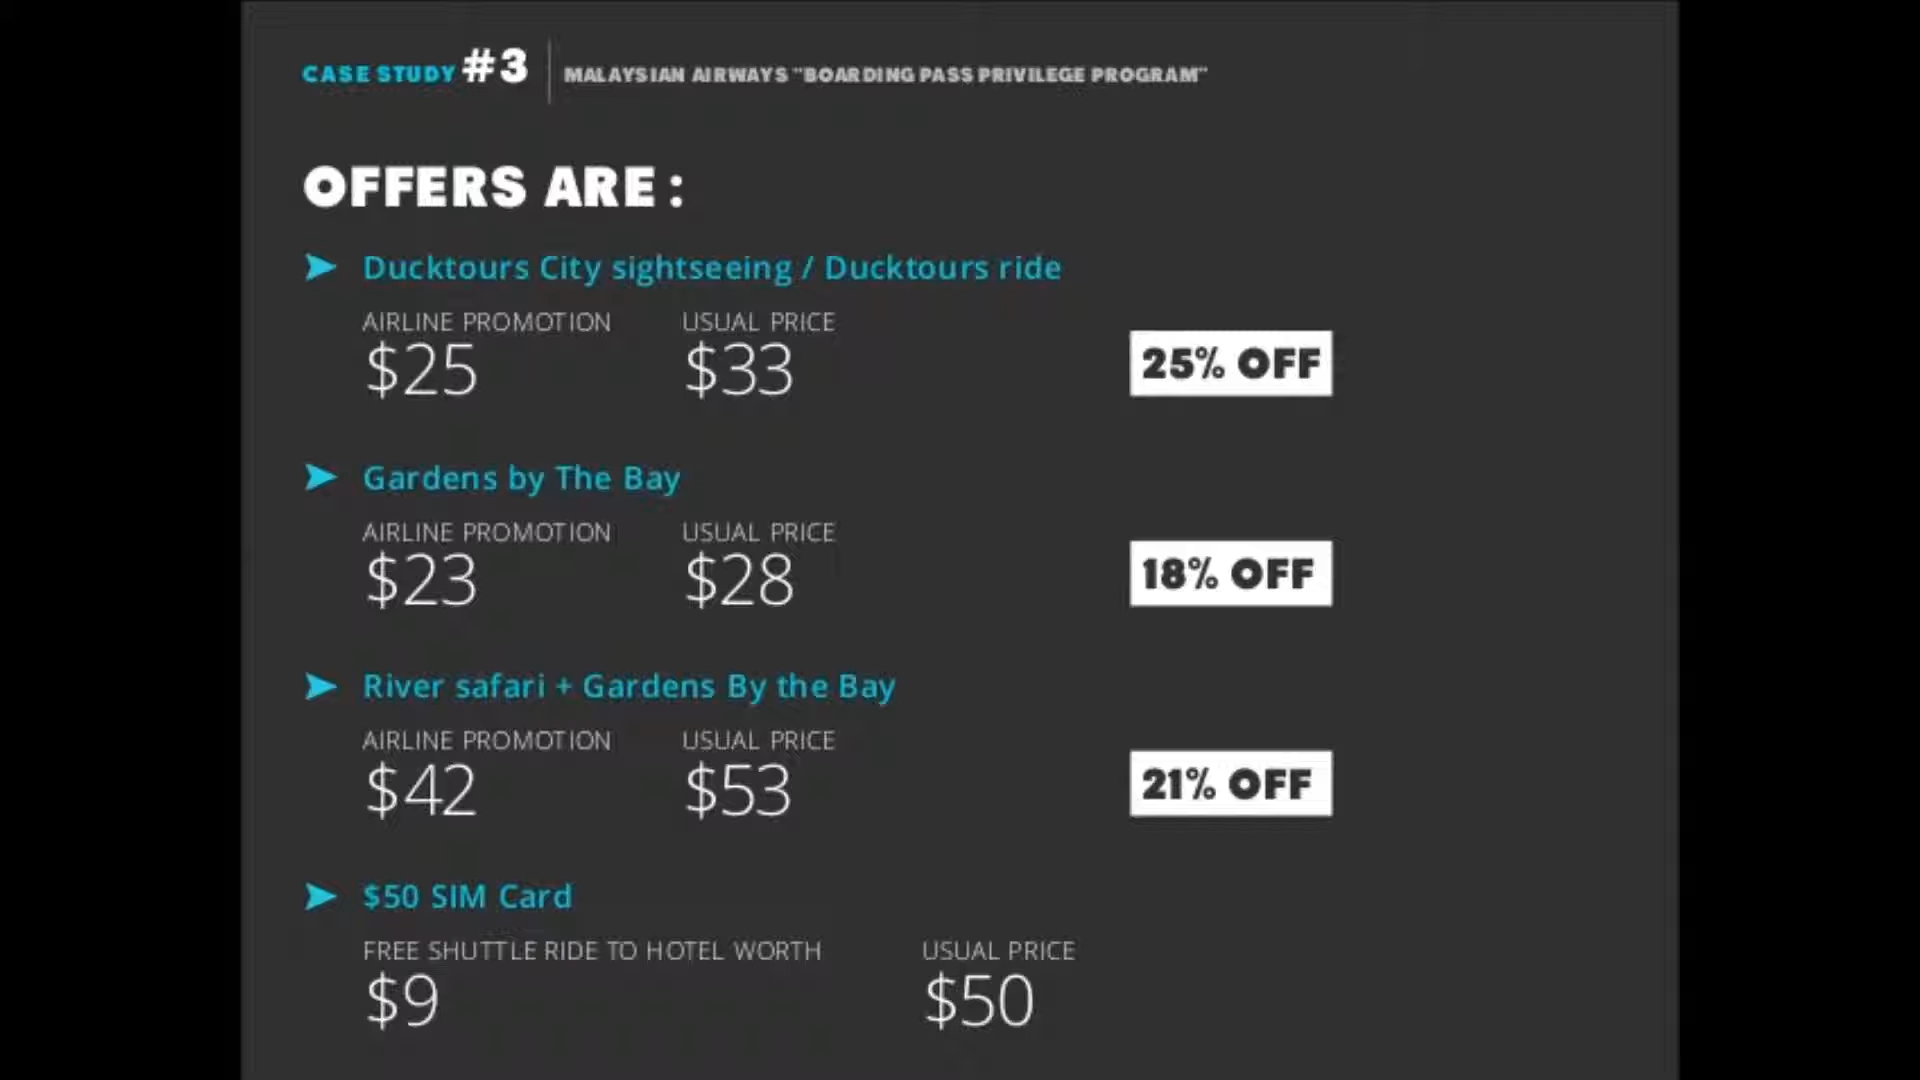 CASE STUDY #3 MALAYSIAN AIRWAYS "BOARDING PASS PRIVILEGE PROGRAM"
OFFERS ARE :
Ducktours City sightseeing / Ducktours ride
AIRLINE PROMOTION USUAL PRICE
$25 $33 25% OFF
Gardens by The Bay
AIRLINE PROMOTION USUAL PRICE
$23 $28 18% OFF
River safari + Gardens By the Bay
AIRLINE PROMOTION USUAL PRICE
$42 $53 21% OFF
$50 SIM Card
FREE SHUTTLE RIDE TO HOTEL WORTH USUAL PRICE
$9 $50